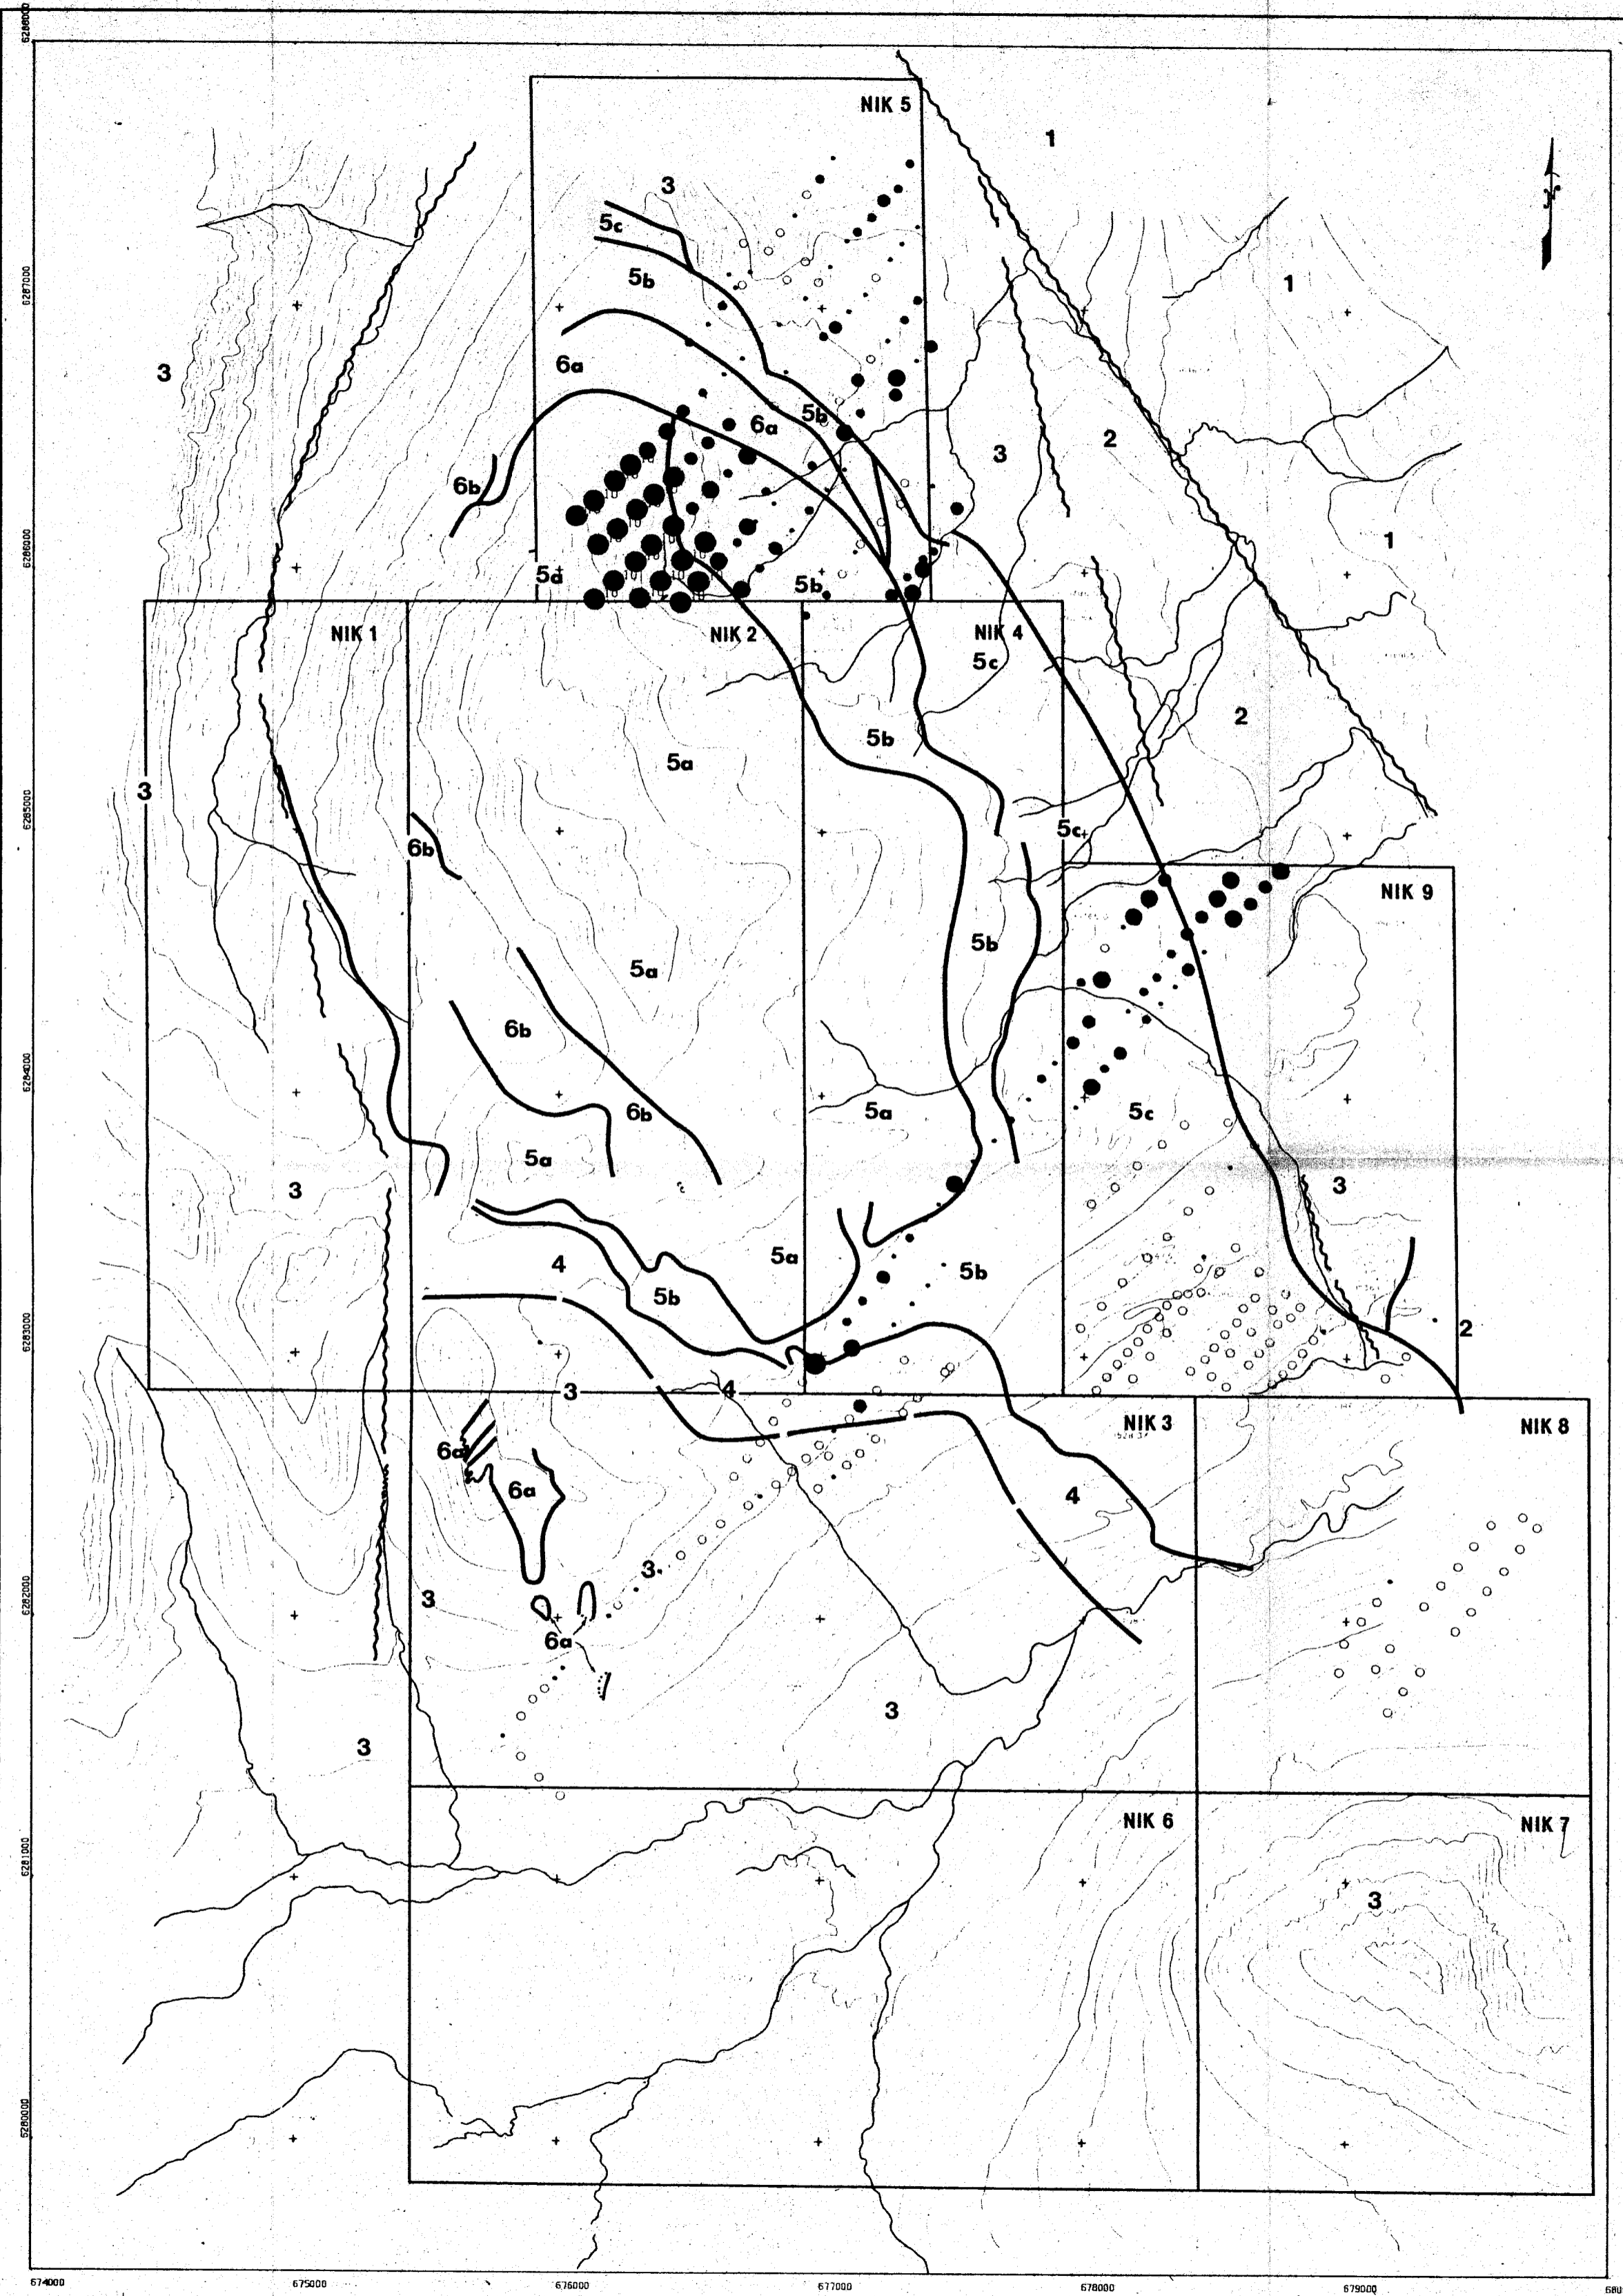 6288000
NIK 5
1
3
5c
5b
6287000
1
3
6a
5b
6a
2
3
6b
6286000
1
5d
5b
NIK 1
NIK 2
NIK 4
5c
2
5b
5a
3
6285000
5c
6b
NIK 9
5b
5a
6b
6284000
6b
5a
5c
5a
3
3
5a
4
5b
5b
6283000
2
3
4
NIK 3
NIK 8
6a
6a
4
3
3
6282000
6a
3
3
NIK 6
NIK 7
6281000
3
6280000
674000
675000
676000
677000
678000
679000